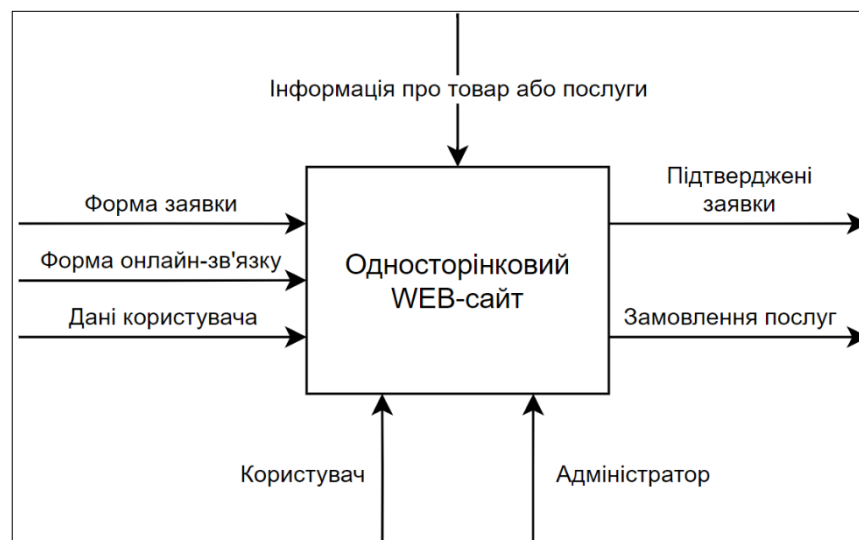 Інформація про товар або послуги
Форма заявки
Форма онлайн-зв'язку
Дані користувача
Односторінковий
WEB-сайт
Підтверджені
заявки
Замовлення послуг
Користувач
Адміністратор